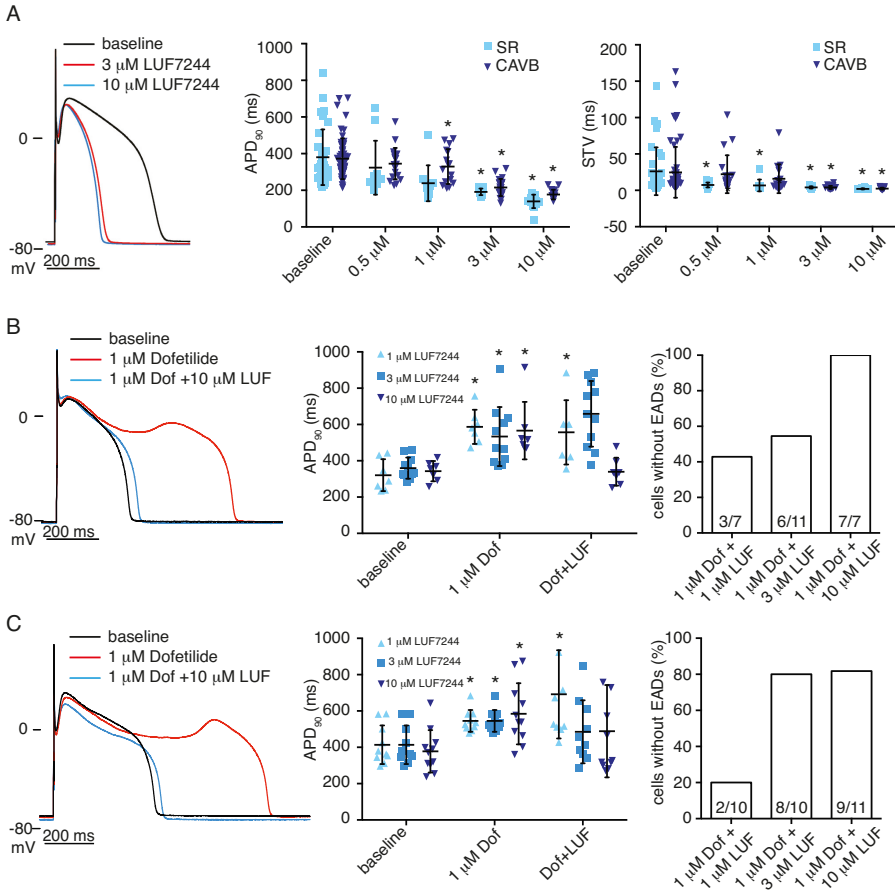 A
baseline
3 μM LUF7244
10 μM LUF7244
0
-80
mV
200 ms
APD90 (ms)
1000
800
600
400
200
0
SR
CAVB
*
*
*
*
*
baseline
0.5 μM
1 μM
3 μM
10 μM
STV (ms)
200
150
100
50
0
-50
SR
CAVB
*
*
*
*
*
*
baseline
0.5 μM
1 μM
3 μM
10 μM
B
baseline
1 μM Dofetilide
1 μM Dof +10 μM LUF
0
-80
mV
200 ms
APD90 (ms)
1000
800
600
400
200
0
1 μM LUF7244
3 μM LUF7244
10 μM LUF7244
*
*
*
*
baseline
1 μM Dof
Dof+LUF
cells without EADs (%)
100
80
60
40
20
0
3/7
6/11
7/7
1 μM Dof +
1 μM LUF
1 μM Dof +
3 μM LUF
1 μM Dof +
10 μM LUF
C
baseline
1 μM Dofetilide
1 μM Dof +10 μM LUF
0
-80
mV
200 ms
APD90 (ms)
1000
800
600
400
200
0
1 μM LUF7244
3 μM LUF7244
10 μM LUF7244
*
*
*
*
baseline
1 μM Dof
Dof+LUF
cells without EADs (%)
100
80
60
40
20
0
2/10
8/10
9/11
1 μM Dof +
1 μM LUF
1 μM Dof +
3 μM LUF
1 μM Dof +
10 μM LUF